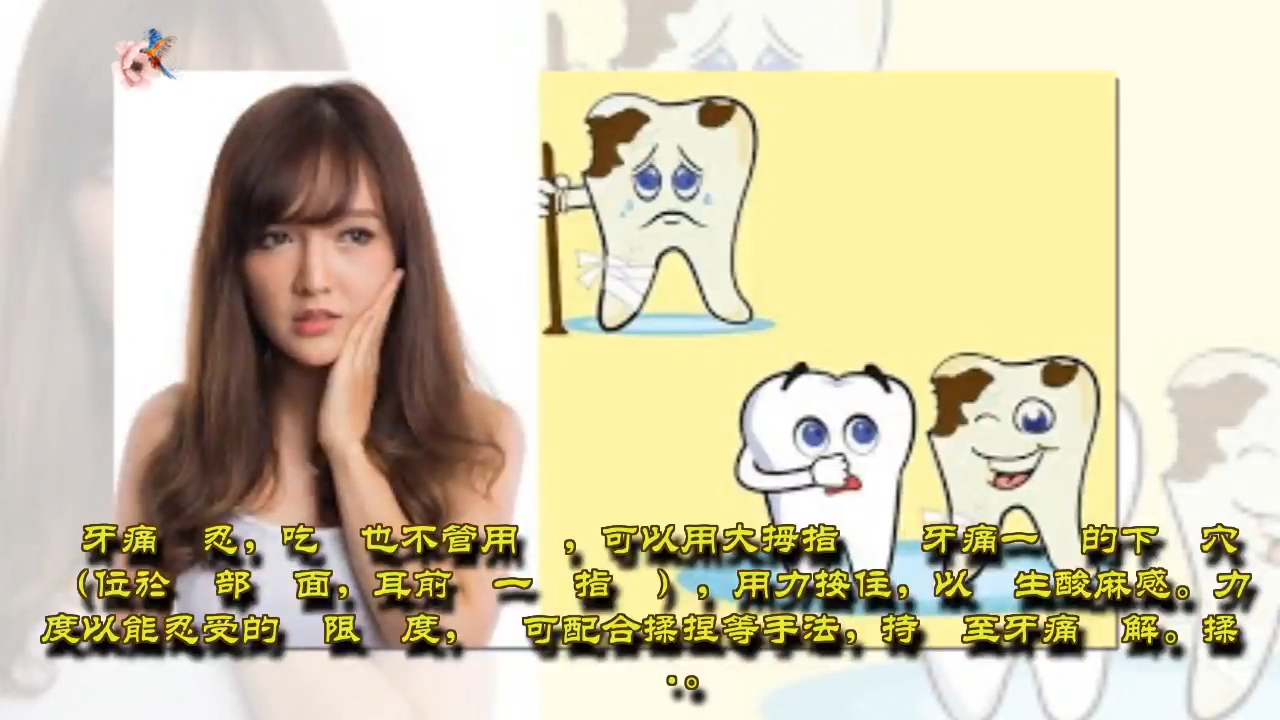 牙痛 忍，吃 也不管用 ，可以用大拇指 牙痛一 的下 穴
（位於 部 面，耳前 一 指 ），用力按住，以 生酸麻感。力
度以能忍受的 限 度， 可配合揉捏等手法，持 至牙痛 解。揉
·。